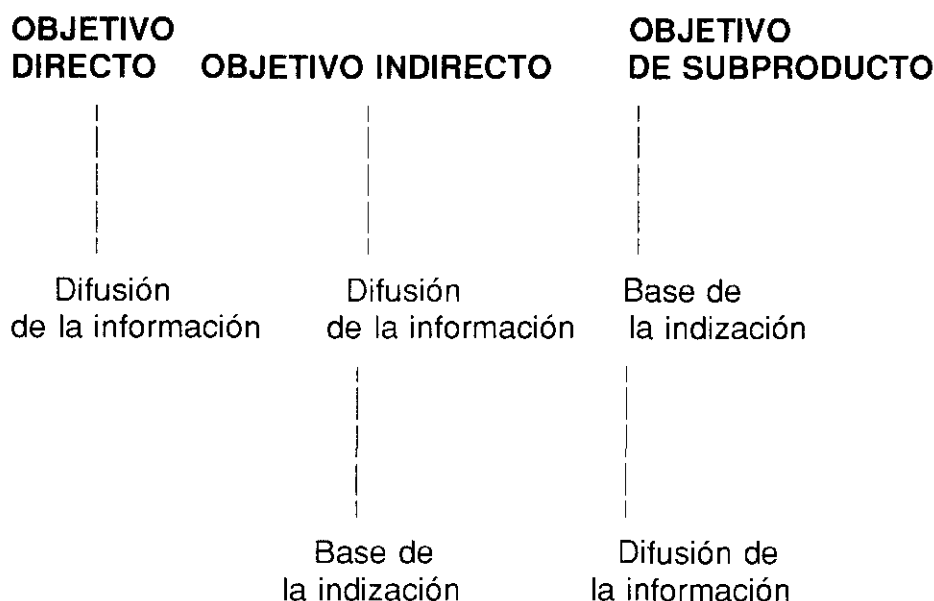 OBJETIVO
DIRECTO
OBJETIVO INDIRECTO
OBJETIVO
DE SUBPRODUCTO
Difusión
de la información
Difusión
de la información
Base de
la indización
Base de
la indización
Difusión de
la información